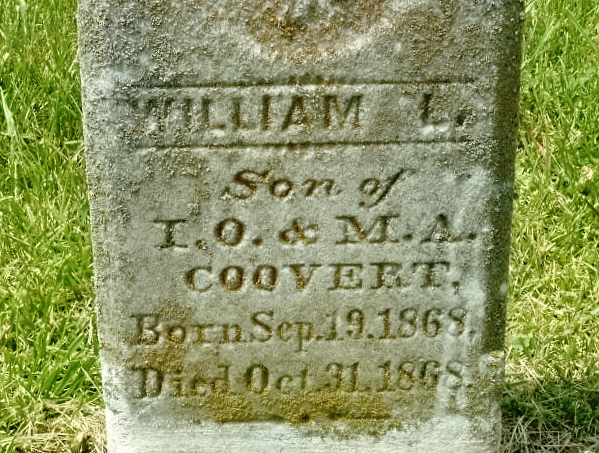 WILLIAM L.
Son of
I. O. & M. A.
COOVERT,
Born Sep. 19. 1868.
Died Oct. 31. 1868.